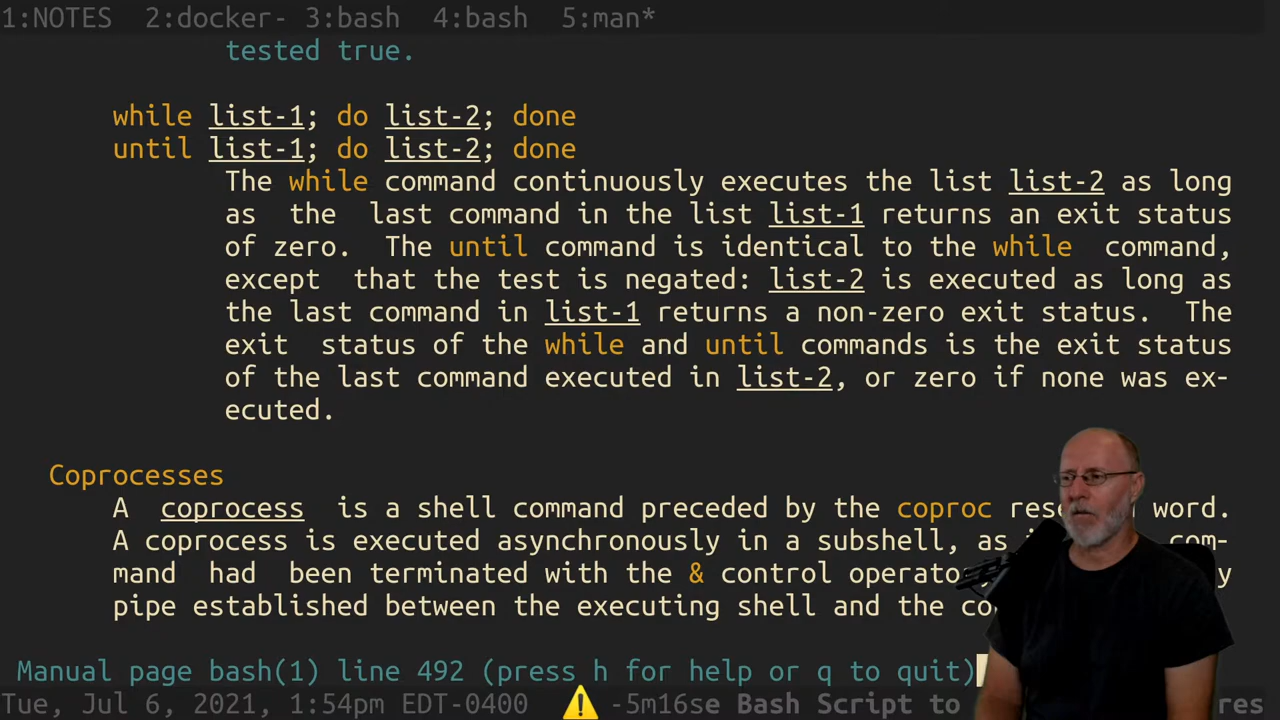 1:NOTES 2:docker- 3:bash 4:bash 5:man*
tested true.
while list-1; do list-2; done
until list-1; do list-2; done
The while command continuously executes the list list-2 as long
as the last command in the list list-1 returns an exit status
of zero. The until command is identical to the while command,
except that the test is negated: list-2 is executed as long as
the last command in list-1 returns a non-zero exit status. The
exit status of the while and until commands is the exit status
of the last command executed in list-2, or zero if none was ex-
ecuted.
Coprocesses
A coprocess is a shell command preceded by the coproc word.
A coprocess is executed asynchronously in a subshell, as com-
mand had been terminated with the & control
pipe established between the executing shell and the
Manual page bash(1) line 492 (press h for help or q to quit)
Tue, Jul 6, 2021, 1:54pm EDT-0400 ⚠ -5m16se Bash Script to res